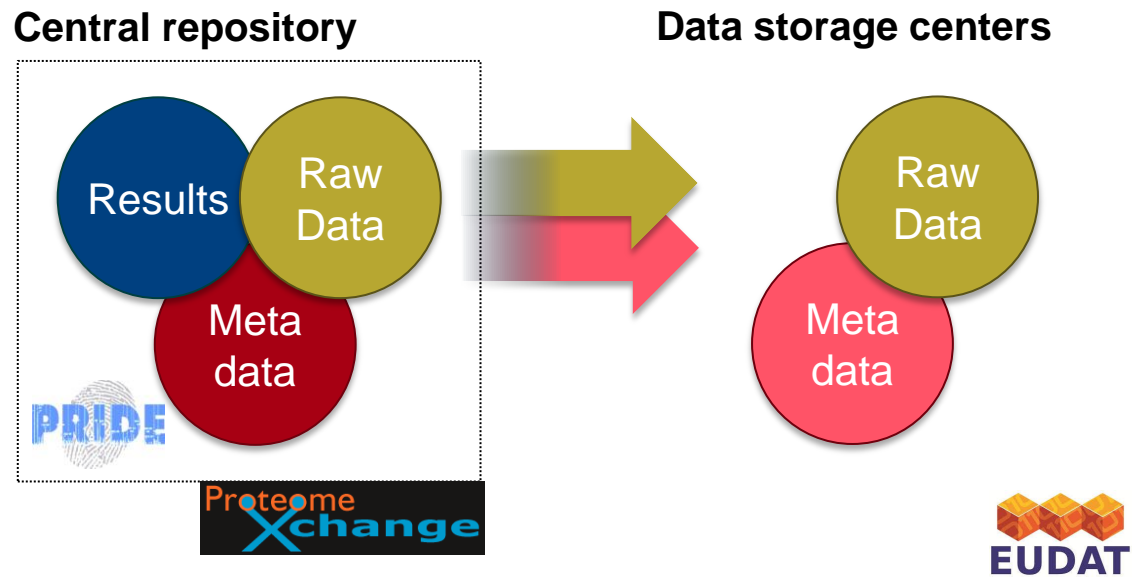 Central repository
Data storage centers
Results
Raw
Data
Meta
data
PRIDE
Proteome
Xchange
Raw
Data
Meta
data
EUDAT